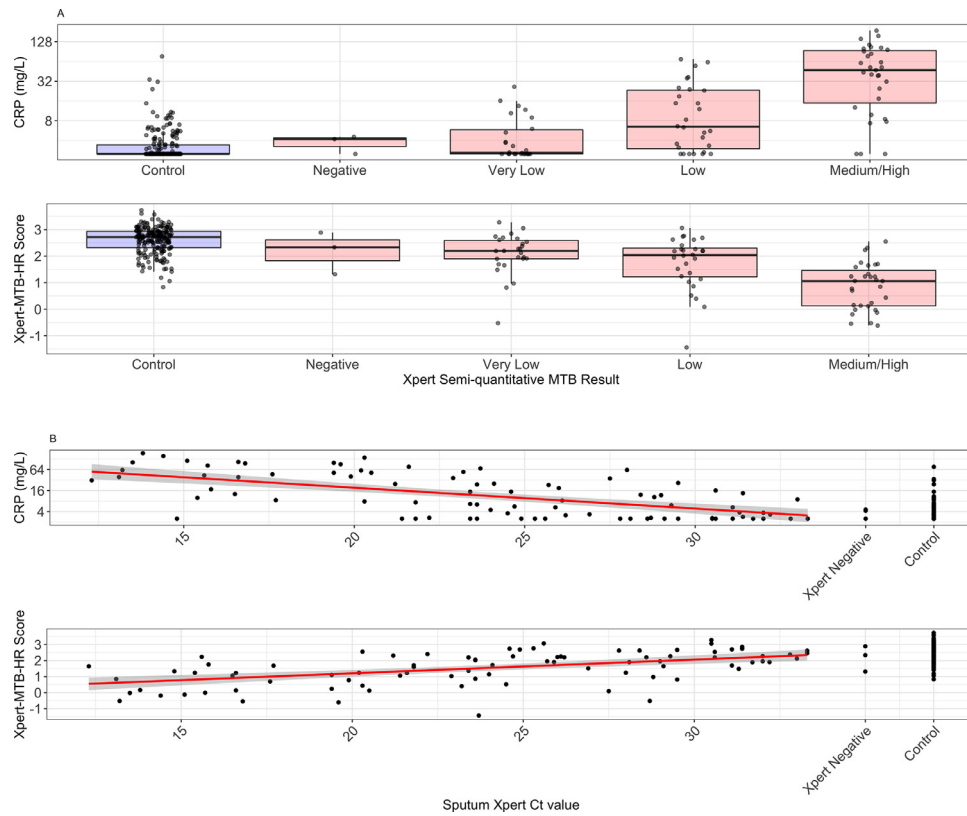 A
CRP (mg/L)
128
32
8
Control Negative Very Low Low Medium/High
Xpert-MTB-HR Score
3
2
1
0
-1
Control Negative Very Low Low Medium/High
Xpert Semi-quantitative MTB Result
B
CRP (mg/L)
64
16
4
15 20 25 30 Xpert Negative Control
Xpert-MTB-HR Score
3
2
1
0
-1
15 20 25 30 Xpert Negative Control
Sputum Xpert Ct value